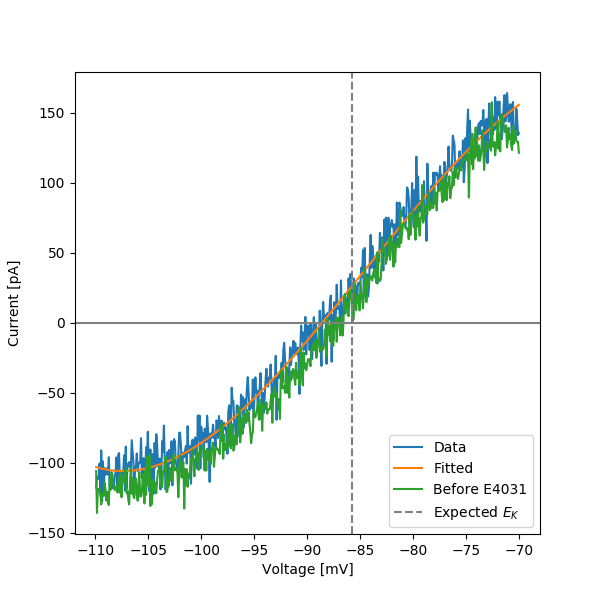 150
100
50
0
−50
−100
−150
Current [pA]
Data
Fitted
Before E4031
Expected E_K
−110 −105 −100 −95 −90 −85 −80 −75 −70
Voltage [mV]